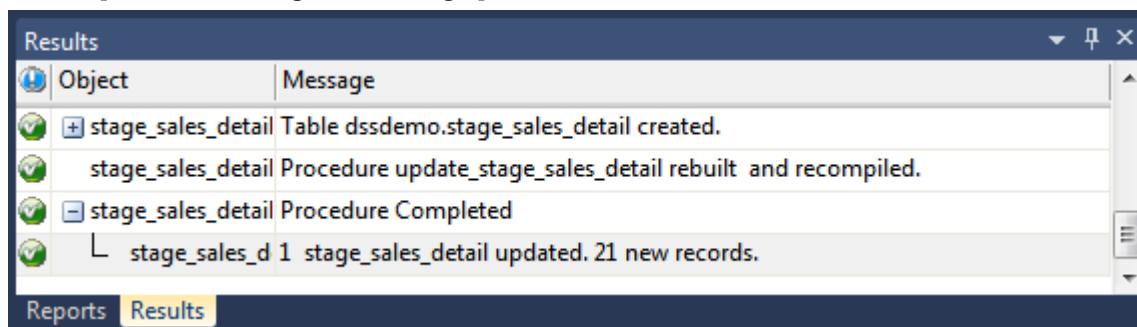 Results
Object Message
stage_sales_detail Table dssdemo.stage_sales_detail created.
stage_sales_detail Procedure update_stage_sales_detail rebuilt and recompiled.
stage_sales_detail Procedure Completed
stage_sales_d 1 stage_sales_detail updated. 21 new records.
Reports Results